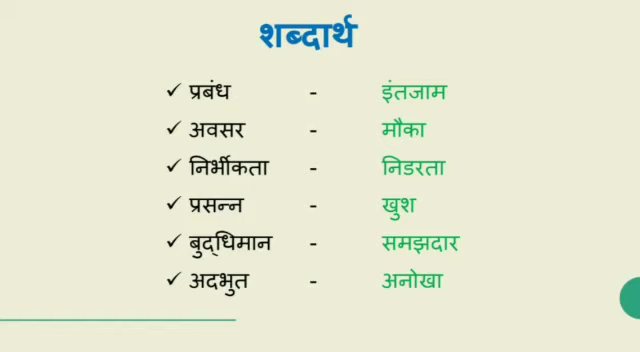 शब्दार्थ
✓ प्रबंध - इंतजाम
✓ अवसर - मौका
✓ निर्भीकता - निडरता
✓ प्रसन्न - खुश
✓ बुद्‌धिमान - समझदार
✓ अदभुत - अनोखा